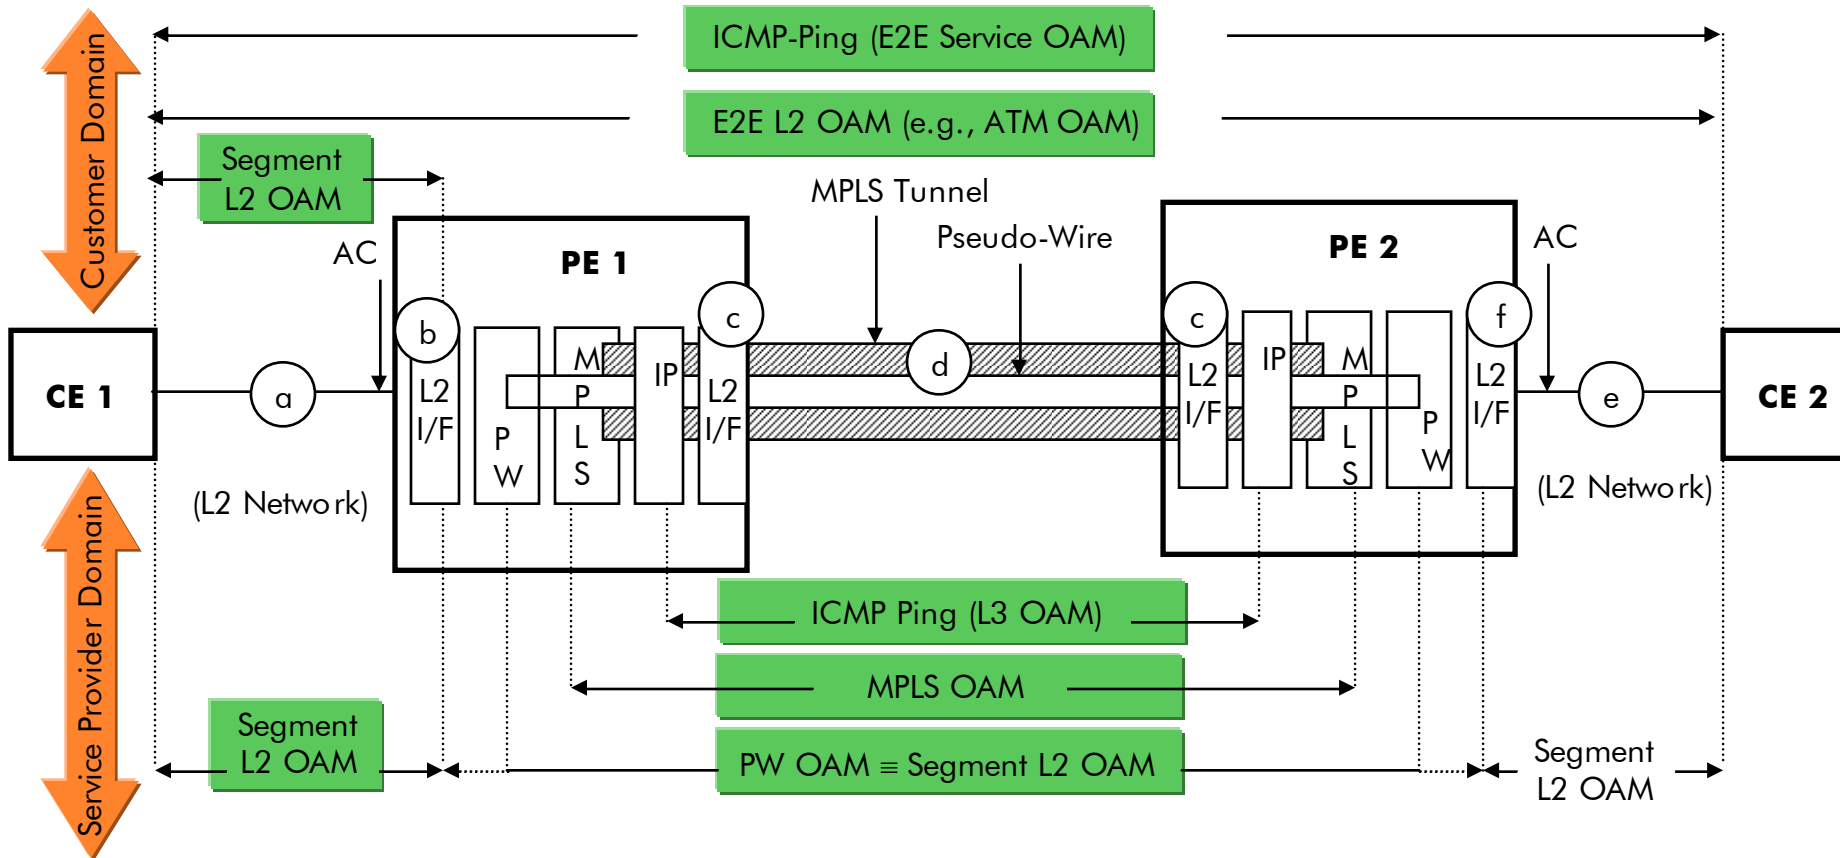 ICMP-Ping (E2E Service OAM)
E2E L2 OAM (e.g., ATM OAM)
Customer Domain
Segment
L2 OAM
MPLS Tunnel
Pseudo-Wire
AC
PE 1
PE 2
AC
b
c
c
f
CE 1
a
L2
I/F
P
W
M
P
L
S
IP
L2
I/F
d
L2
I/F
IP
M
P
L
S
P
W
L2
I/F
e
CE 2
(L2 Network)
(L2 Network)
Service Provider Domain
ICMP Ping (L3 OAM)
MPLS OAM
Segment
L2 OAM
PW OAM ≡ Segment L2 OAM
Segment
L2 OAM